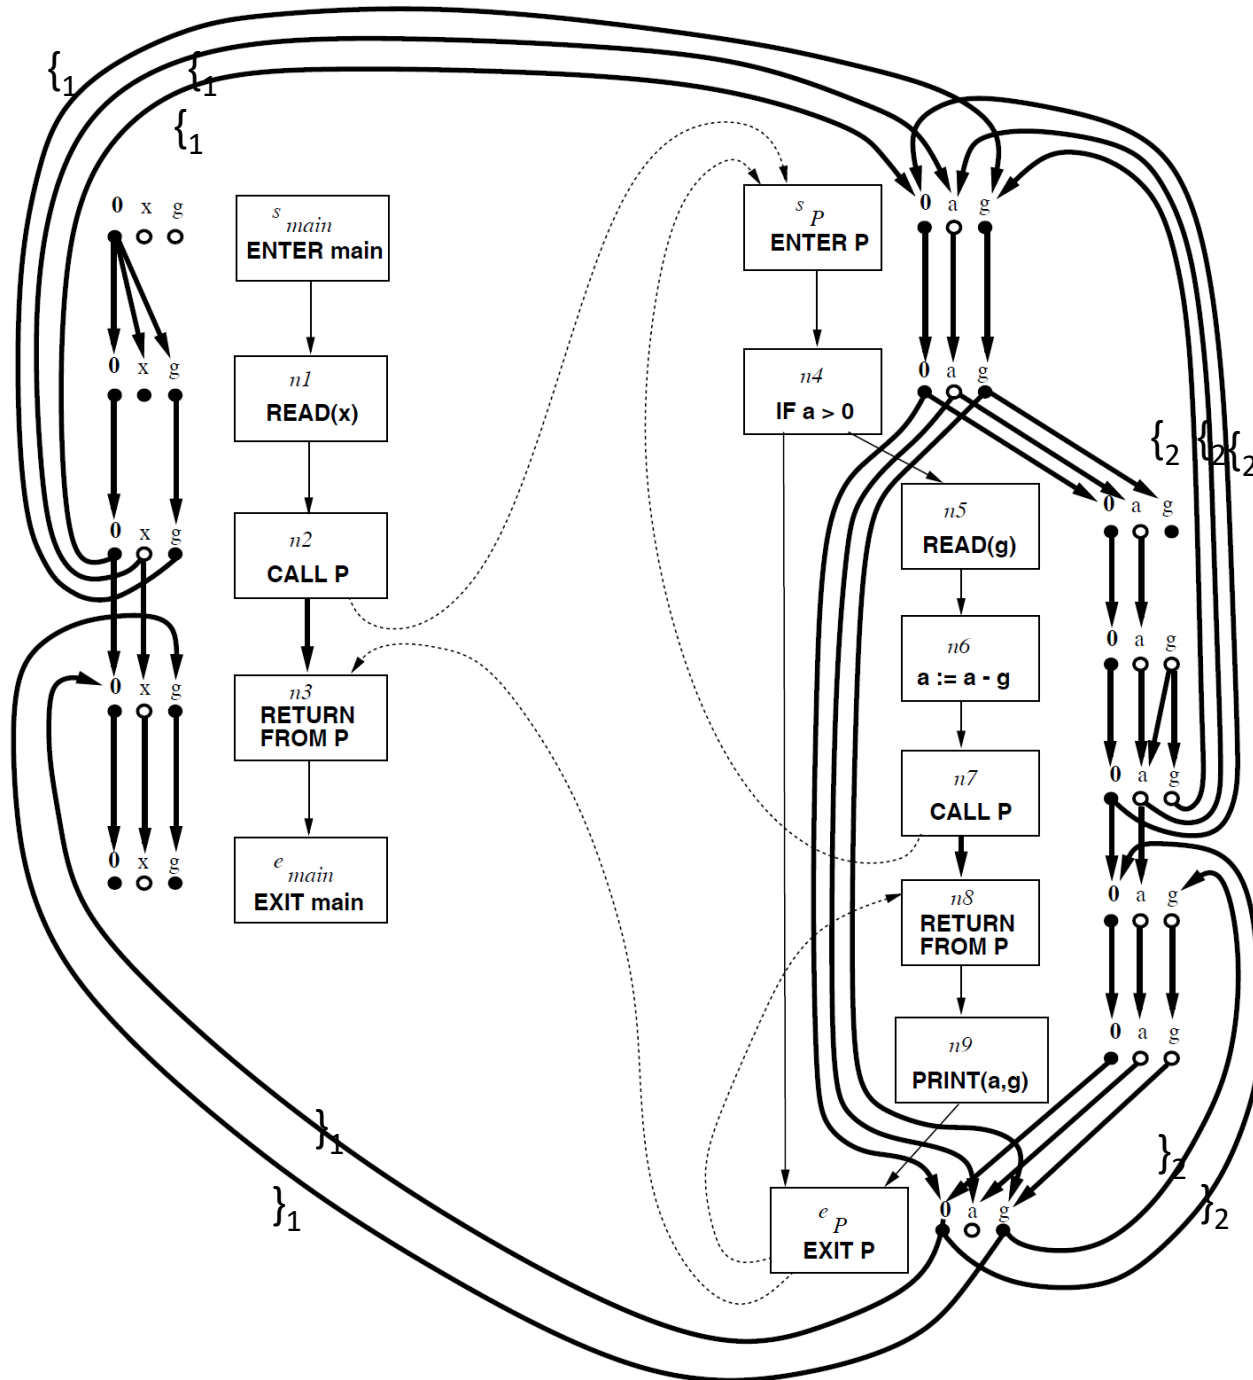 {1
{1
{1
0 x g
s main
ENTER main
s P
ENTER P
0 a g
0 x g
n1
READ(x)
n4
IF a > 0
0 a g
{2
{2
{2
0 x g
n2
CALL P
n5
READ(g)
0 a g
n6
a := a - g
0 a g
0 x g
n3
RETURN
FROM P
n7
CALL P
0 a g
0 x g
e main
EXIT main
n8
RETURN
FROM P
0 a g
n9
PRINT(a,g)
0 a g
}1
}1
}2
}2
e P
EXIT P
0 a g